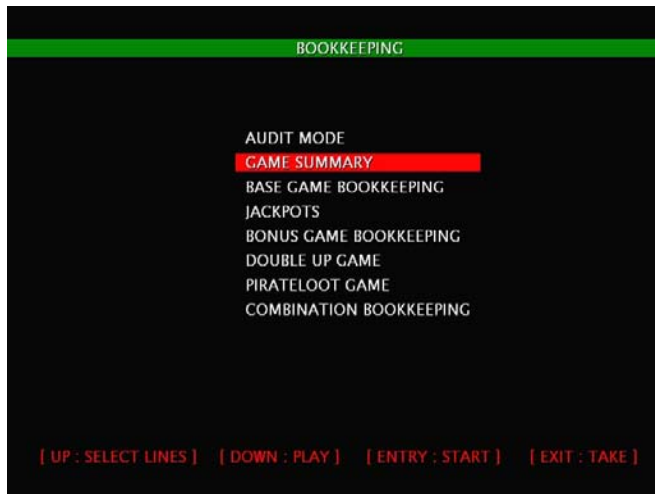 BOOKKEEPING
AUDIT MODE
GAME SUMMARY
BASE GAME BOOKKEEPING
JACKPOTS
BONUS GAME BOOKKEEPING
DOUBLE UP GAME
PIRATELOOT GAME
COMBINATION BOOKKEEPING
[ UP : SELECT LINES ] [ DOWN : PLAY ] [ ENTRY : START ] [ EXIT : TAKE ]